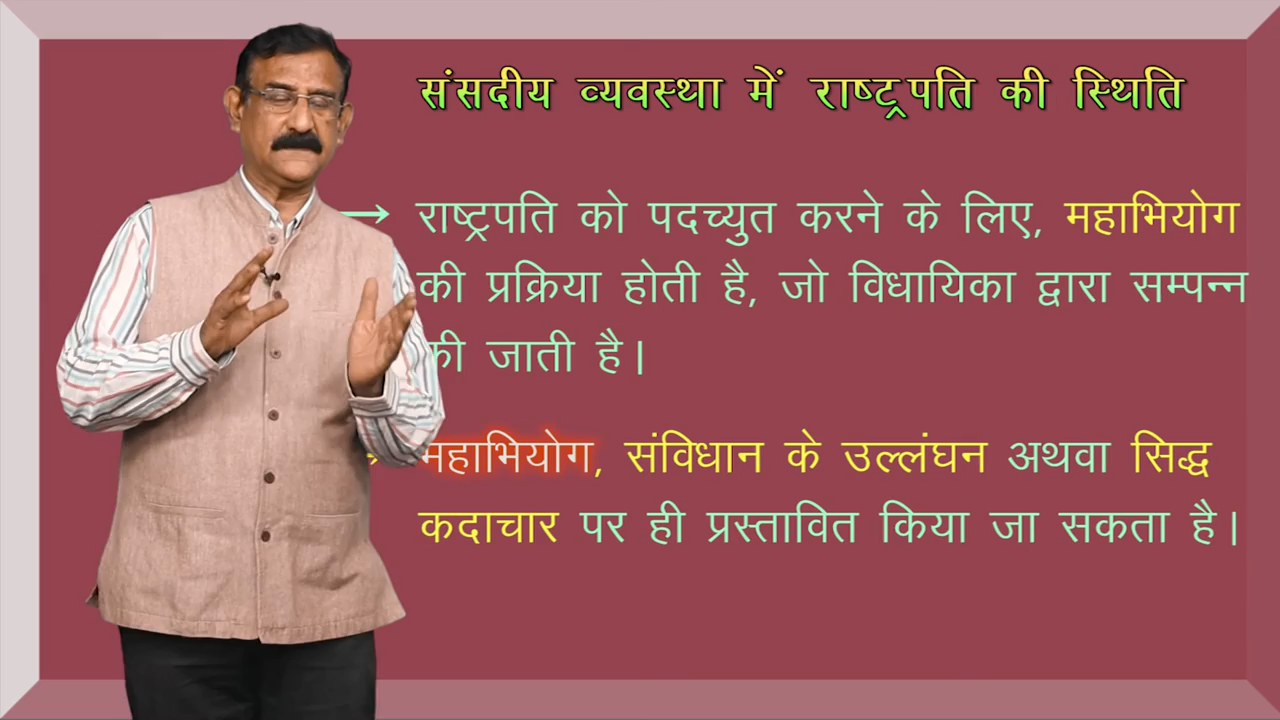 संसदीय व्यवस्था में राष्ट्रपति की स्थिति
→ राष्ट्रपति को पदच्युत करने के लिए, महाभियोग
की प्रक्रिया होती है, जो विधायिका द्वारा सम्पन्न
की जाती है।
महाभियोग, संविधान के उल्लंघन अथवा सिद्ध
कदाचार पर ही प्रस्तावित किया जा सकता है।